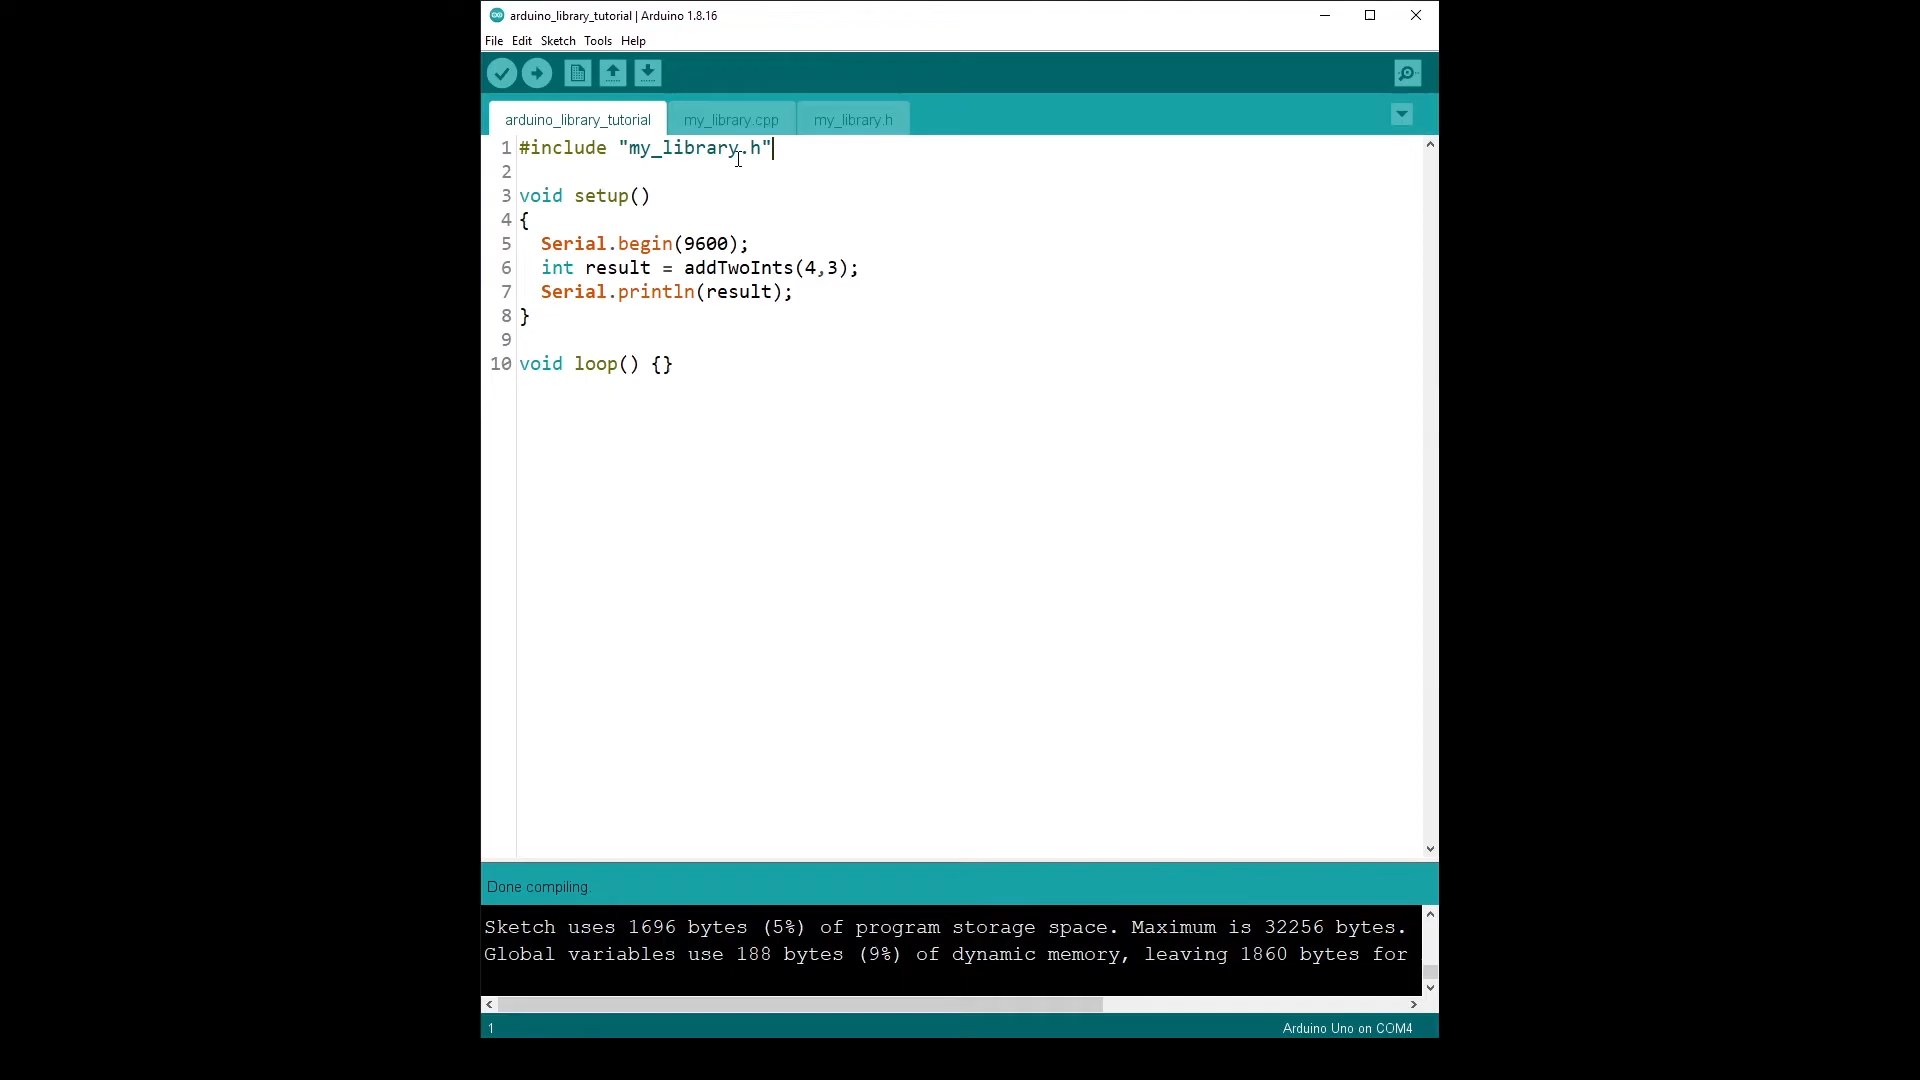 arduino_library_tutorial | Arduino 1.8.16
File Edit Sketch Tools Help
arduino_library_tutorial my_library.cpp my_library.h
1 #include "my_library.h"
2
3 void setup()
4 {
5   Serial.begin(9600);
6   int result = addTwoInts(4,3);
7   Serial.println(result);
8 }
9
10 void loop() {}
Done compiling.
Sketch uses 1696 bytes (5%) of program storage space. Maximum is 32256 bytes.
Global variables use 188 bytes (9%) of dynamic memory, leaving 1860 bytes for
1 Arduino Uno on COM4